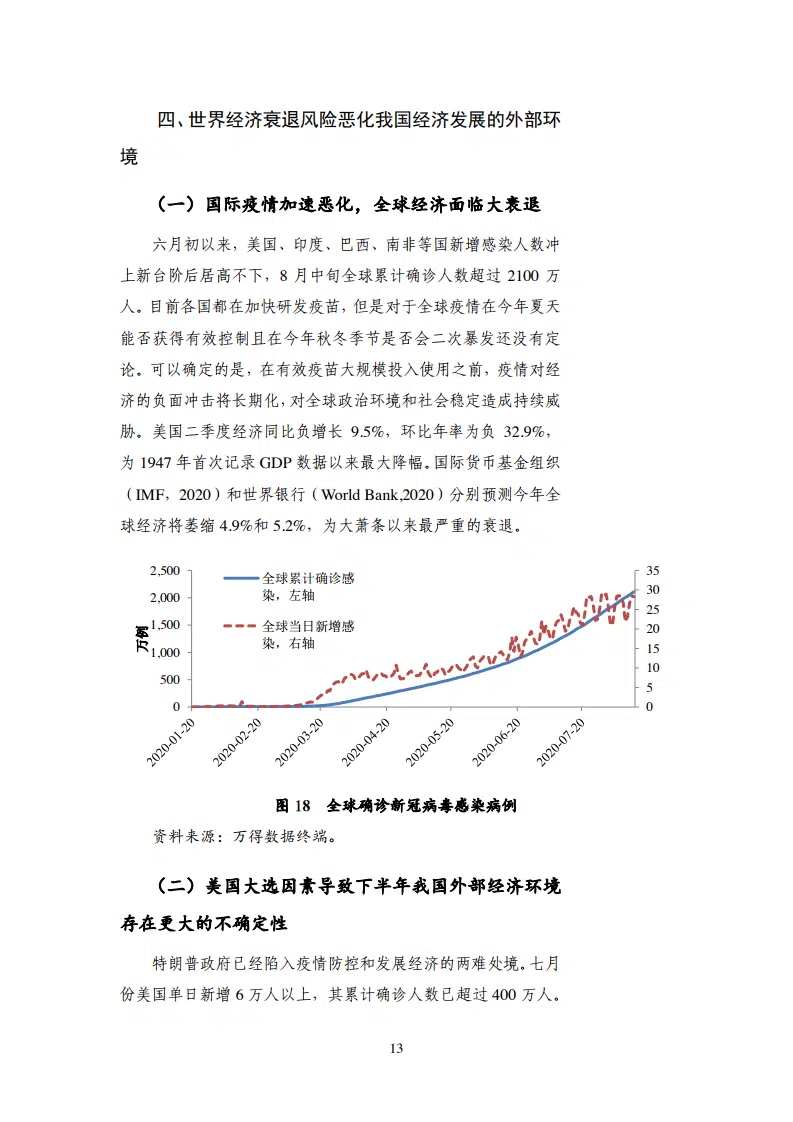 四、世界经济衰退风险恶化我国经济发展的外部环
境
（一）国际疫情加速恶化，全球经济面临大衰退
六月初以来，美国、印度、巴西、南非等国新增感染人数冲
上新台阶后居高不下，8 月中旬全球累计确诊人数超过 2100 万
人。目前各国都在加快研发疫苗，但是对于全球疫情在今年夏天
能否获得有效控制且在今年秋冬季节是否会二次暴发还没有定
论。可以确定的是，在有效疫苗大规模投入使用之前，疫情对经
济的负面冲击将长期化，对全球政治环境和社会稳定造成持续威
胁。美国二季度经济同比负增长 9.5%，环比年率为负 32.9%，
为 1947 年首次记录 GDP 数据以来最大降幅。国际货币基金组织
（IMF，2020）和世界银行（World Bank,2020）分别预测今年全
球经济将萎缩 4.9%和 5.2%，为大萧条以来最严重的衰退。
2,500
2,000
1,500
1,000
500
0
万例
全球累计确诊感
染，左轴
全球当日新增感
染，右轴
35
30
25
20
15
10
5
0
2020-01-20
2020-02-20
2020-03-20
2020-04-20
2020-05-20
2020-06-20
2020-07-20
图 18 全球确诊新冠病毒感染病例
资料来源：万得数据终端。
（二）美国大选因素导致下半年我国外部经济环境
存在更大的不确定性
特朗普政府已经陷入疫情防控和发展经济的两难处境。七月
份美国单日新增 6 万人以上，其累计确诊人数已超过 400 万人。
13